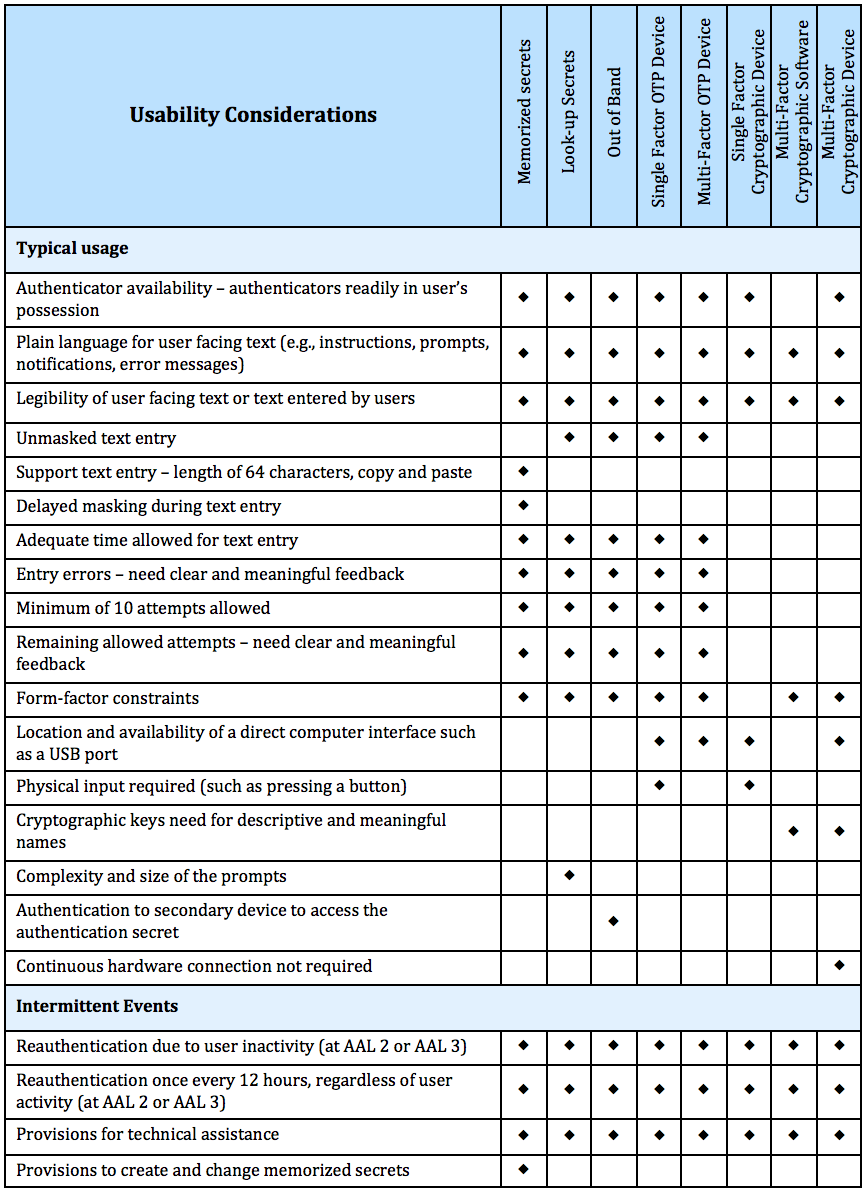 Usability Considerations
Memorized secrets
Look-up Secrets
Out of Band
Single Factor OTP Device
Multi-Factor OTP Device
Single Factor
Cryptographic Device
Multi-Factor
Cryptographic Software
Multi-Factor
Cryptographic Device
Typical usage
Authenticator availability – authenticators readily in user’s
possession
◆ ◆ ◆ ◆ ◆ ◆ ◆
Plain language for user facing text (e.g., instructions, prompts,
notifications, error messages)
◆ ◆ ◆ ◆ ◆ ◆ ◆ ◆
Legibility of user facing text or text entered by users
◆ ◆ ◆ ◆ ◆ ◆ ◆ ◆
Unmasked text entry
◆ ◆ ◆ ◆
Support text entry – length of 64 characters, copy and paste
◆
Delayed masking during text entry
◆
Adequate time allowed for text entry
◆ ◆ ◆ ◆ ◆
Entry errors – need clear and meaningful feedback
◆ ◆ ◆ ◆ ◆
Minimum of 10 attempts allowed
◆ ◆ ◆ ◆ ◆
Remaining allowed attempts – need clear and meaningful
feedback
◆ ◆ ◆ ◆ ◆
Form-factor constraints
◆ ◆ ◆ ◆ ◆ ◆ ◆
Location and availability of a direct computer interface such
as a USB port
◆ ◆ ◆ ◆
Physical input required (such as pressing a button)
◆ ◆
Cryptographic keys need for descriptive and meaningful
names
◆ ◆
Complexity and size of the prompts
◆
Authentication to secondary device to access the
authentication secret
◆
Continuous hardware connection not required
◆
Intermittent Events
Reauthentication due to user inactivity (at AAL 2 or AAL 3)
◆ ◆ ◆ ◆ ◆ ◆ ◆ ◆
Reauthentication once every 12 hours, regardless of user
activity (at AAL 2 or AAL 3)
◆ ◆ ◆ ◆ ◆ ◆ ◆ ◆
Provisions for technical assistance
◆ ◆ ◆ ◆ ◆ ◆ ◆ ◆
Provisions to create and change memorized secrets
◆